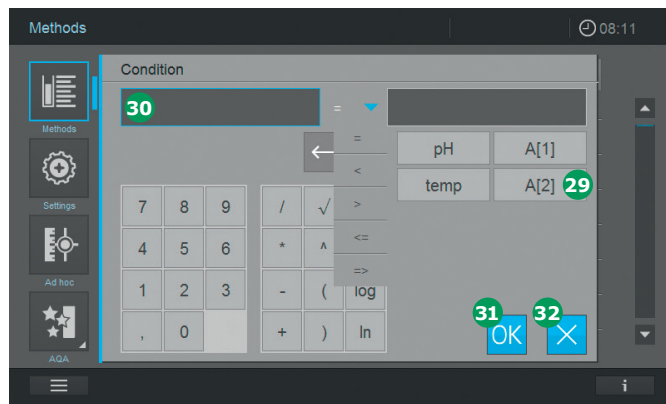 Methods
08:11
Condition
30
=
Methods
←
=
<
>
<=
=>
pH A[1]
temp A[2] 29
Settings
7 8 9 / √
4 5 6 * ^
Ad hoc
1 2 3 - ( log
, 0 + ) ln
31 32
OK
AQA
i